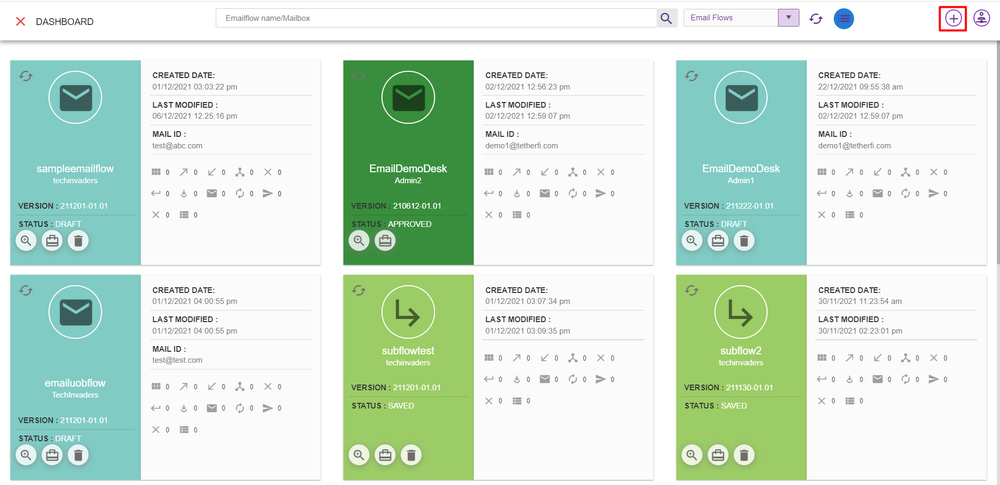 DASHBOARD
Emailflow name/Mailbox
Email Flows
sampleemailflow
techinvaders
VERSION : 211201-01.01
STATUS : DRAFT
CREATED DATE:
01/12/2021 03:03:22 pm
LAST MODIFIED :
06/12/2021 12:25:16 pm
MAIL ID :
test@abc.com
0 0 0 0 0
0 0 0 0 0
0 0
EmailDemoDesk
Admin2
VERSION : 210612-01.01
STATUS : APPROVED
CREATED DATE:
02/12/2021 12:56:23 pm
LAST MODIFIED :
02/12/2021 12:59:07 pm
MAIL ID :
demo1@tetherfi.com
0 0 0 0 0
0 0 0 0 0
0 0
EmailDemoDesk
Admin1
VERSION : 211222-01.01
STATUS : DRAFT
CREATED DATE:
22/12/2021 09:55:38 am
LAST MODIFIED :
02/12/2021 12:59:07 pm
MAIL ID :
demo1@tetherfi.com
0 0 0 0 0
0 0 0 0 0
0 0
emailuobflow
TechInvaders
VERSION : 211201-01.01
STATUS : DRAFT
CREATED DATE:
01/12/2021 04:00:55 pm
LAST MODIFIED :
01/12/2021 04:00:55 pm
MAIL ID :
test@test.com
0 0 0 0 0
0 0 0 0 0
0 0
subflowtest
techinvaders
VERSION : 211201-01.01
STATUS : SAVED
CREATED DATE:
01/12/2021 03:07:34 pm
LAST MODIFIED :
01/12/2021 03:09:35 pm
0 0 0 0 0
0 0 0 0 0
0 0
subflow2
techinvaders
VERSION : 211130-01.01
STATUS : SAVED
CREATED DATE:
30/11/2021 11:23:54 am
LAST MODIFIED :
30/11/2021 02:23:01 pm
0 0 0 0 0
0 0 0 0 0
0 0